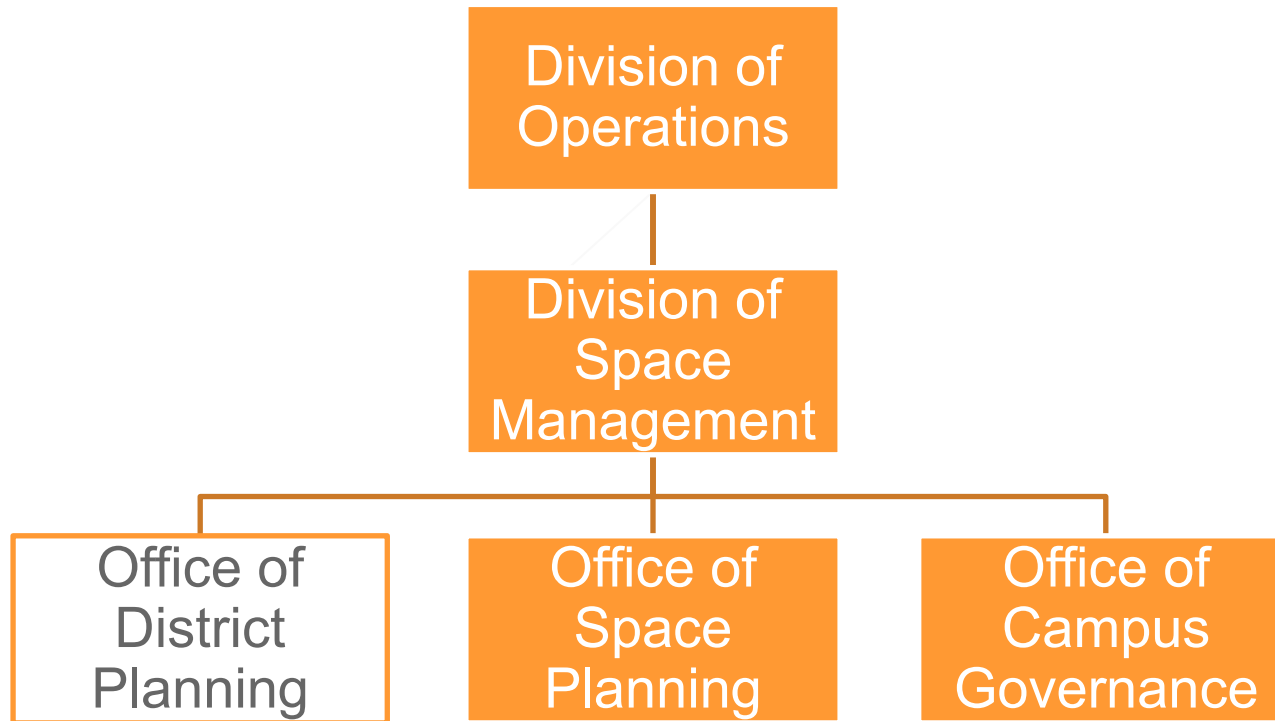 Division of
Operations
Division of
Space
Management
Office of
District
Planning
Office of
Space
Planning
Office of
Campus
Governance